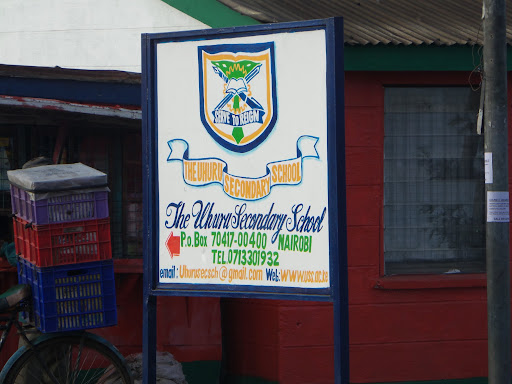 SERVE TO REIGN
THE UHURU SECONDARY SCHOOL
The Uhuru Secondary School
P.o.Box 70417-00400 NAIROBI
TEL 0713301932
email: Uhurusecsch@gmail.com Web: www.uss.ac.ke